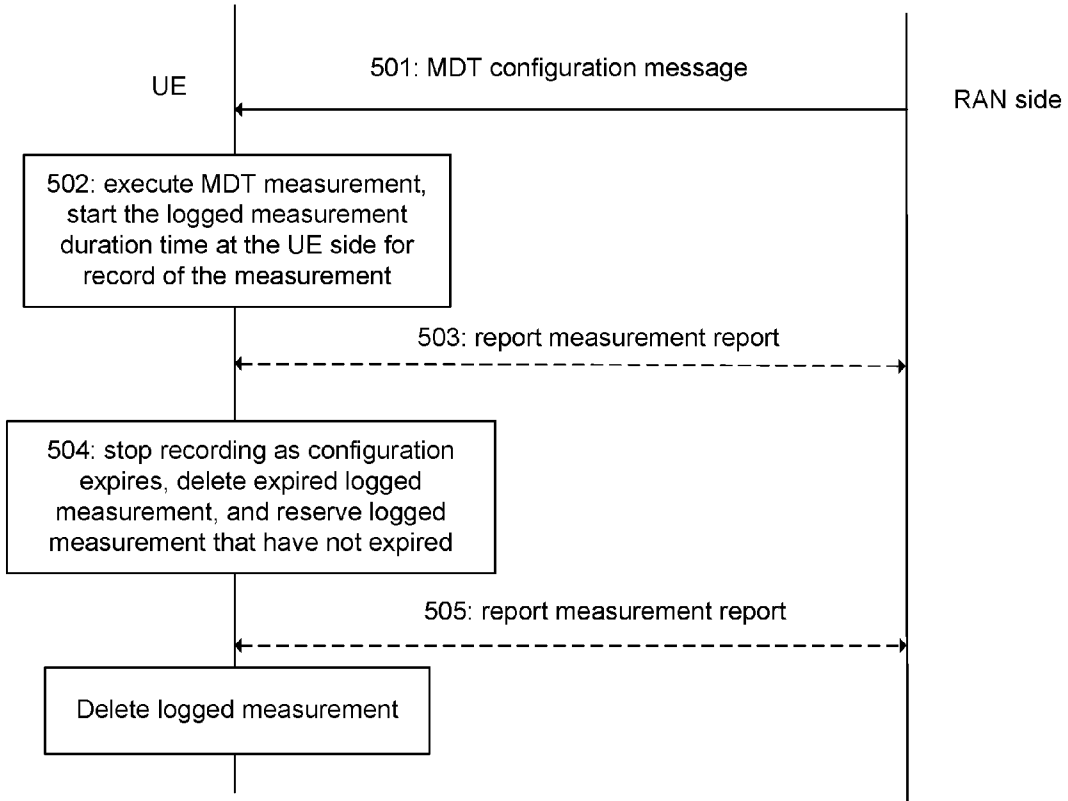 501: MDT configuration message
UE
RAN side
502: execute MDT measurement,
start the logged measurement
duration time at the UE side for
record of the measurement
503: report measurement report
504: stop recording as configuration
expires, delete expired logged
measurement, and reserve logged
measurement that have not expired
505: report measurement report
Delete logged measurement